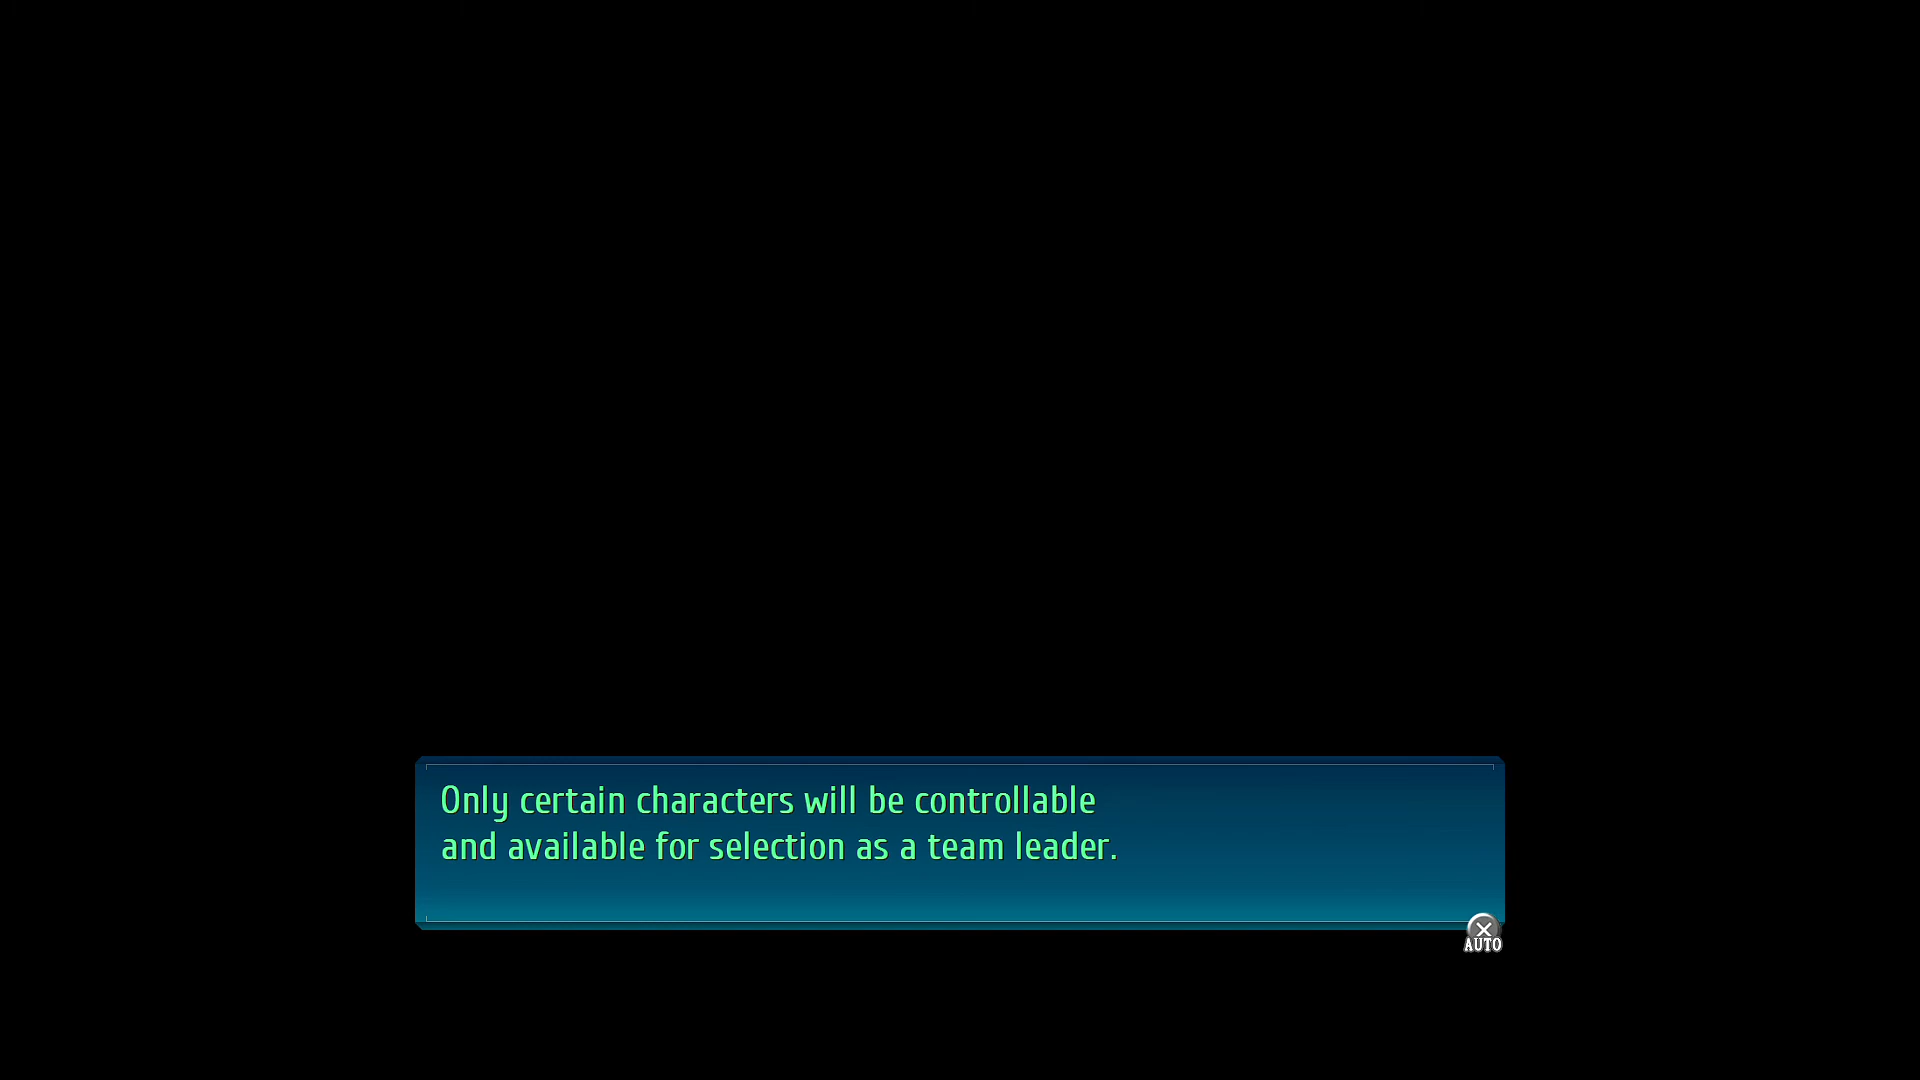 Only certain characters will be controllable
and available for selection as a team leader.
AUTO